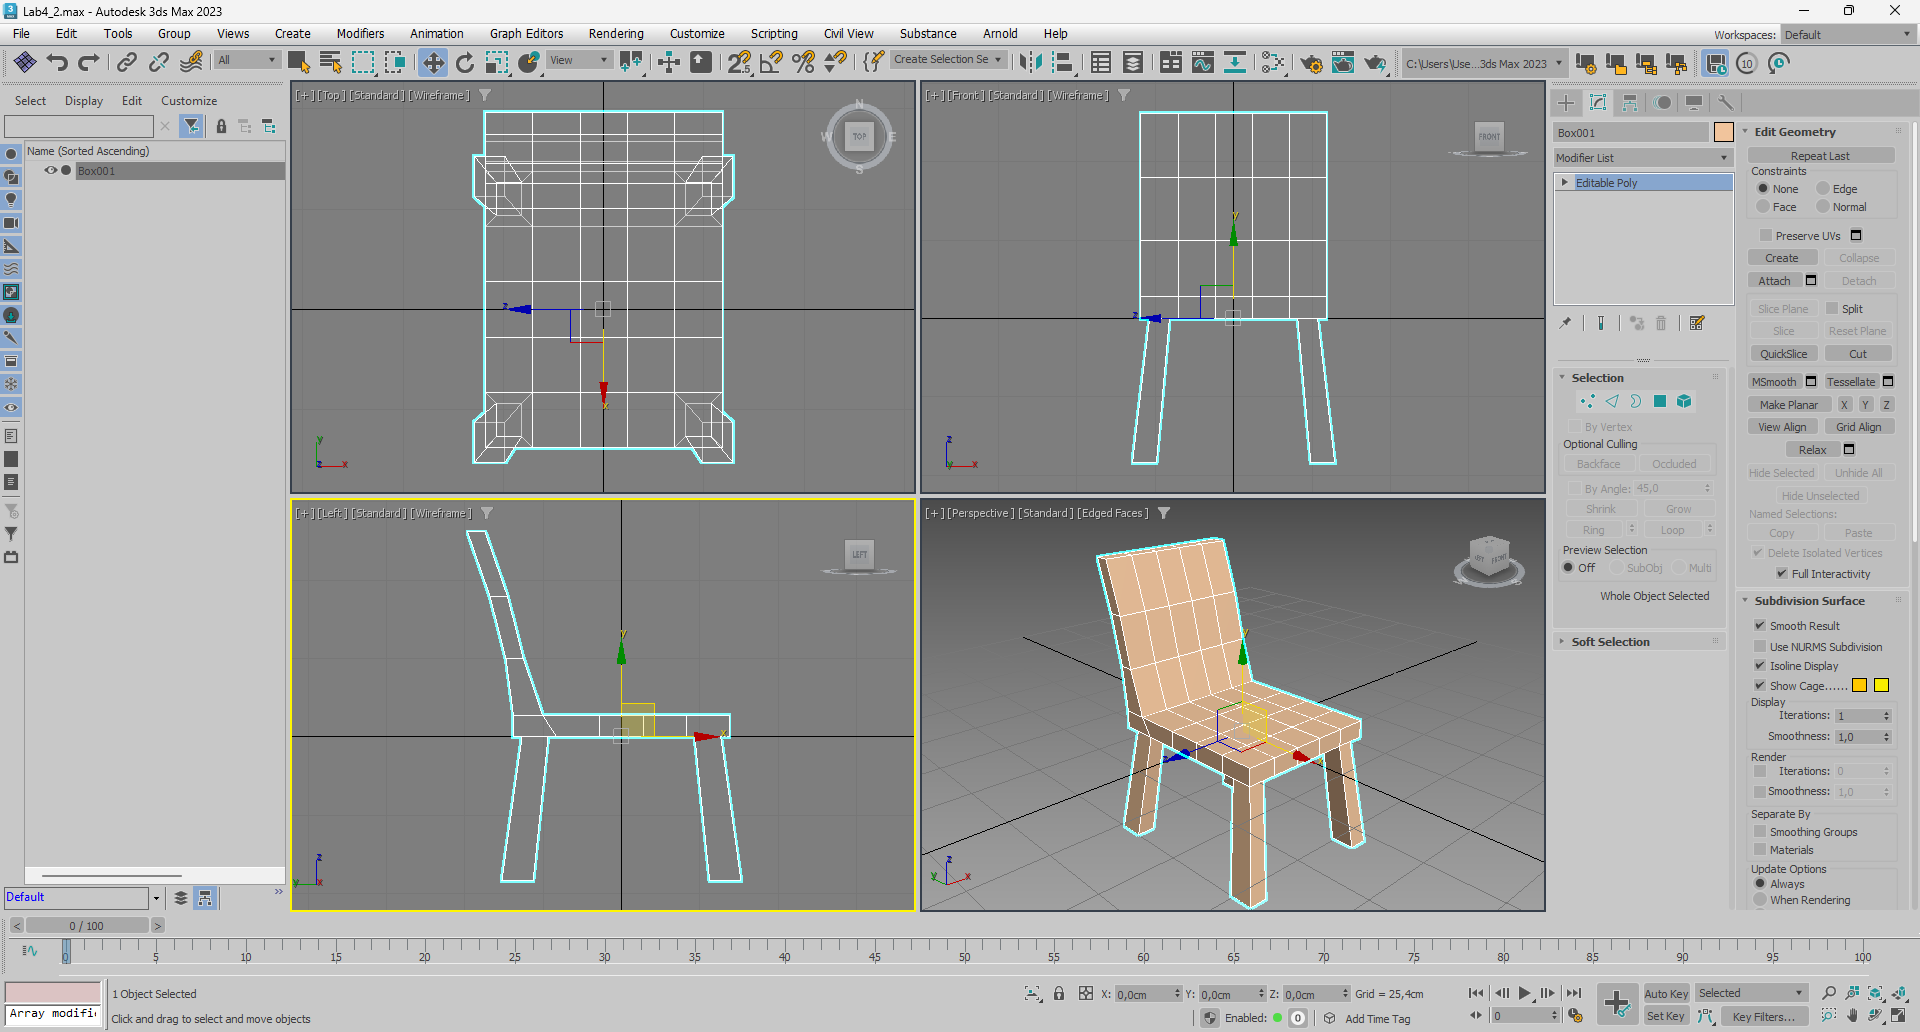 Lab4_2.max - Autodesk 3ds Max 2023
File Edit Tools Group Views Create Modifiers Animation Graph Editors Rendering Customize Scripting Civil View Substance Arnold Help
Workspaces: Default
All View Create Selection Se C:\Users\Use...3ds Max 2023 10
Select Display Edit Customize
Name (Sorted Ascending)
Box001
[+] [Top] [Standard] [Wireframe]
N
W TOP E
S
z
x
y
z x
[+] [Front] [Standard] [Wireframe]
FRONT
y
z
z
y x
[+] [Left] [Standard] [Wireframe]
LEFT
y
x
z
y x
[+] [Perspective] [Standard] [Edged Faces]
LEFT FRONT
W S
y
z
z
y x
Box001
Modifier List
Editable Poly
Selection
By Vertex
Optional Culling
Backface Occluded
By Angle: 45,0
Shrink Grow
Ring Loop
Preview Selection
Off SubObj Multi
Whole Object Selected
Soft Selection
Edit Geometry
Repeat Last
Constraints
None Edge
Face Normal
Preserve UVs
Create Collapse
Attach Detach
Slice Plane Split
Slice Reset Plane
QuickSlice Cut
MSmooth Tessellate
Make Planar X Y Z
View Align Grid Align
Relax
Hide Selected Unhide All
Hide Unselected
Named Selections:
Copy Paste
Delete Isolated Vertices
Full Interactivity
Subdivision Surface
Smooth Result
Use NURMS Subdivision
Isoline Display
Show Cage......
Display
Iterations: 1
Smoothness: 1,0
Render
Iterations: 0
Smoothness: 1,0
Separate By
Smoothing Groups
Materials
Update Options
Always
When Rendering
Default
< 0 / 100 >
0 5 10 15 20 25 30 35 40 45 50 55 60 65 70 75 80 85 90 95 100
1 Object Selected
X: 0,0cm Y: 0,0cm Z: 0,0cm Grid = 25,4cm
Auto Key Selected
Array modifi
Click and drag to select and move objects
Enabled: 0 Add Time Tag
0
Set Key Key Filters...